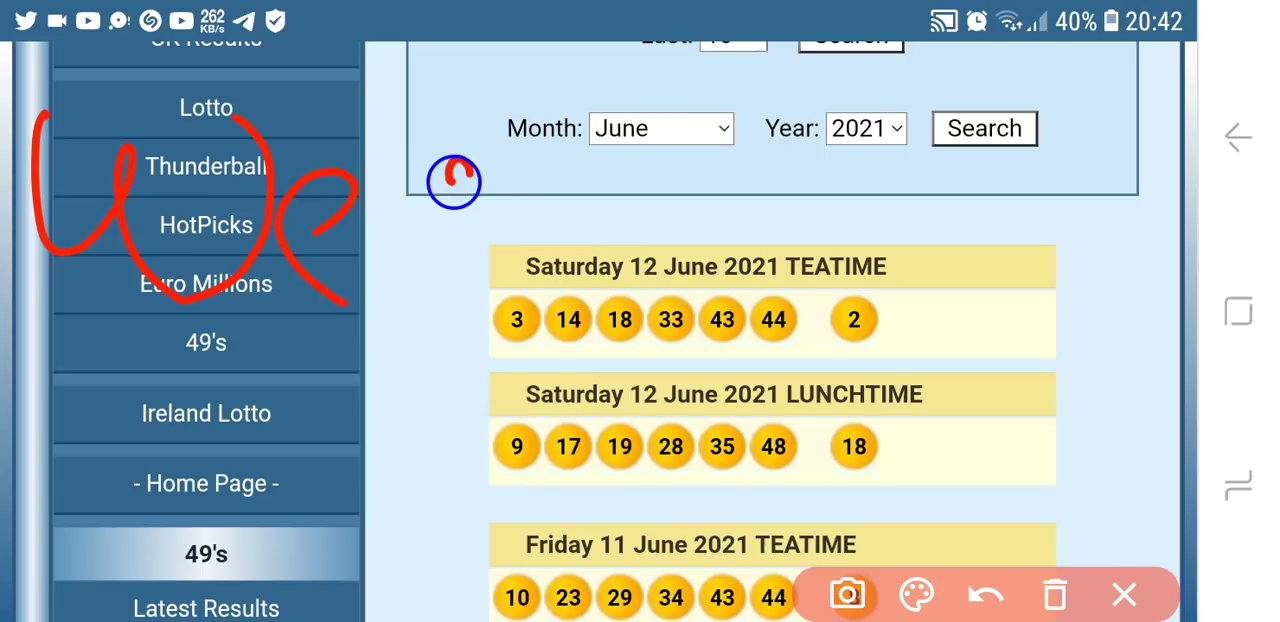 262
KB/s
40%
20:42
Lotto
Thunderball
HotPicks
Euro Millions
49's
Ireland Lotto
- Home Page -
49's
Latest Results
Month: June Year: 2021 Search
Saturday 12 June 2021 TEATIME
3 14 18 33 43 44 2
Saturday 12 June 2021 LUNCHTIME
9 17 19 28 35 48 18
Friday 11 June 2021 TEATIME
10 23 29 34 43 44